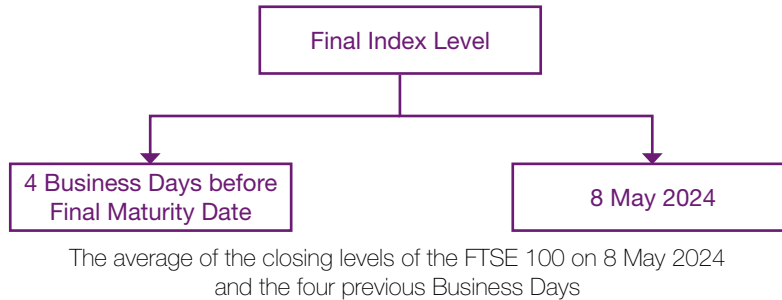 Final Index Level
4 Business Days before
Final Maturity Date
8 May 2024
The average of the closing levels of the FTSE 100 on 8 May 2024
and the four previous Business Days